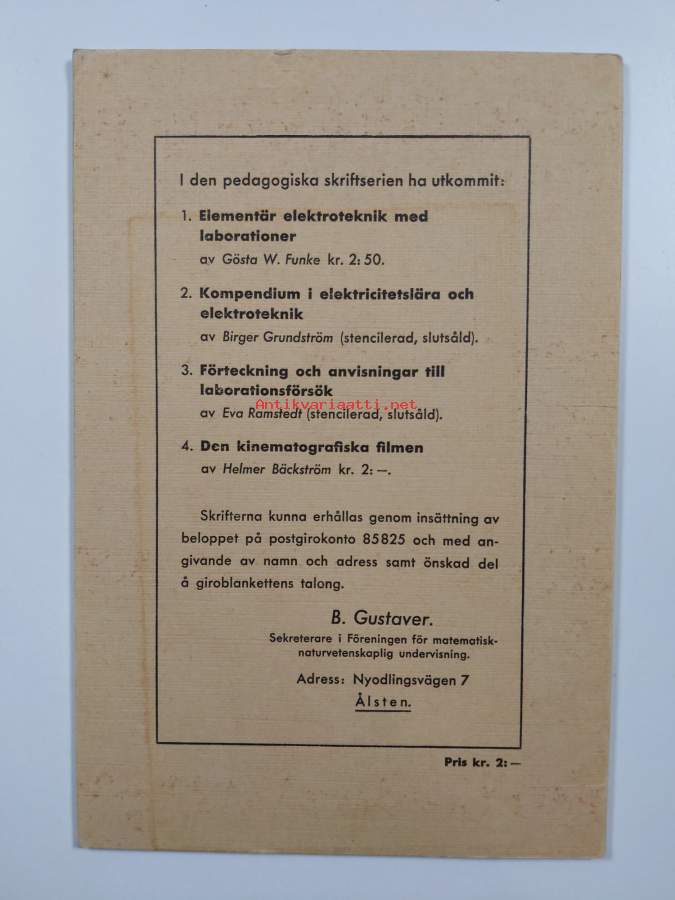 I den pedagogiska skriftserien ha utkommit:
1. Elementär elektroteknik med
laborationer
av Gösta W. Funke kr. 2:50.
2. Kompendium i elektricitetslära och
elektroteknik
av Birger Grundström (stencilerad, slutsåld).
3. Förteckning och anvisningar till
laborationsförsök
Antikvariaatti.net
av Eva Ramstedt (stencilerad, slutsåld).
4. Den kinematografiska filmen
av Helmer Bäckström kr. 2:—.
Skrifterna kunna erhållas genom insättning av
beloppet på postgirokonto 85825 och med an-
givande av namn och adress samt önskad del
å giroblankettens talong.
B. Gustaver.
Sekreterare i Föreningen för matematisk-
naturvetenskaplig undervisning.
Adress: Nyodlingsvägen 7
Ålsten.
Pris kr. 2:—